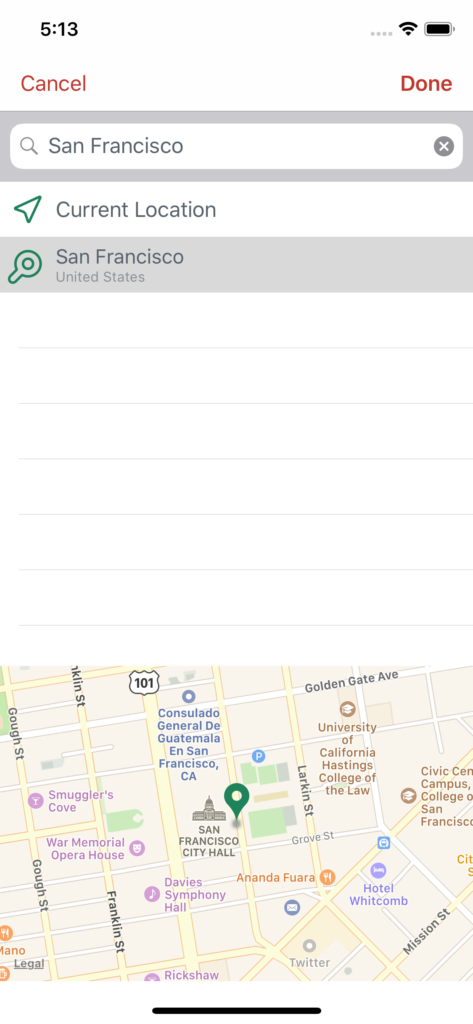 5:13
Cancel
Done
San Francisco
Current Location
San Francisco
United States
101
Golden Gate Ave
Gough St
Consulado
General De
Guatemala
En San
Francisco,
CA
University
of
California
Hastings
College of
the Law
P
Larkin St
Civic Cen
Campus,
College o
San
Francisco
Smuggler's
Cove
SAN
FRANCISCO
CITY HALL
War Memorial
Opera House
Grove St
Gough St
Franklin St
Davies
Symphony
Hall
Ananda Fuara
Hotel
Whitcomb
Cit
S
Mission St
Mano
Legal
Twitter
Rickshaw
nklin St